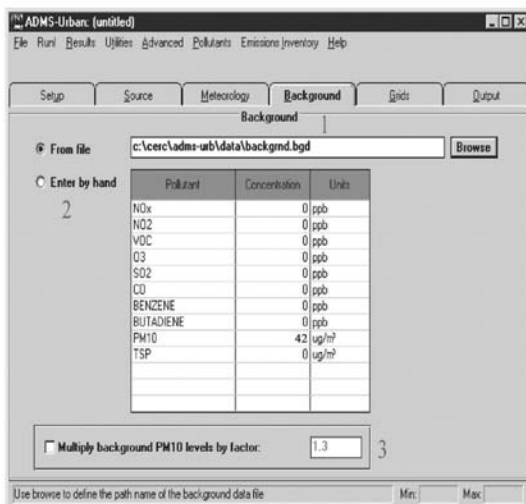 ADMS-Urban: (untitled)
File Run! Results Utilities Advanced Pollutants Emissions Inventory Help
Setup Source Meteorology Background Grids Output
Background
1
From file c:\cerc\adms-urb\data\backgrnd.bgd Browse
Enter by hand
2
Pollutant Concentration Units
NOx 0 ppb
NO2 0 ppb
VOC 0 ppb
O3 0 ppb
SO2 0 ppb
CO 0 ppb
BENZENE 0 ppb
BUTADIENE 0 ppb
PM10 42 ug/m³
TSP 0 ug/m³
Multiply background PM10 levels by factor: 1.3
3
Use browse to define the path name of the background data file Min: Max: